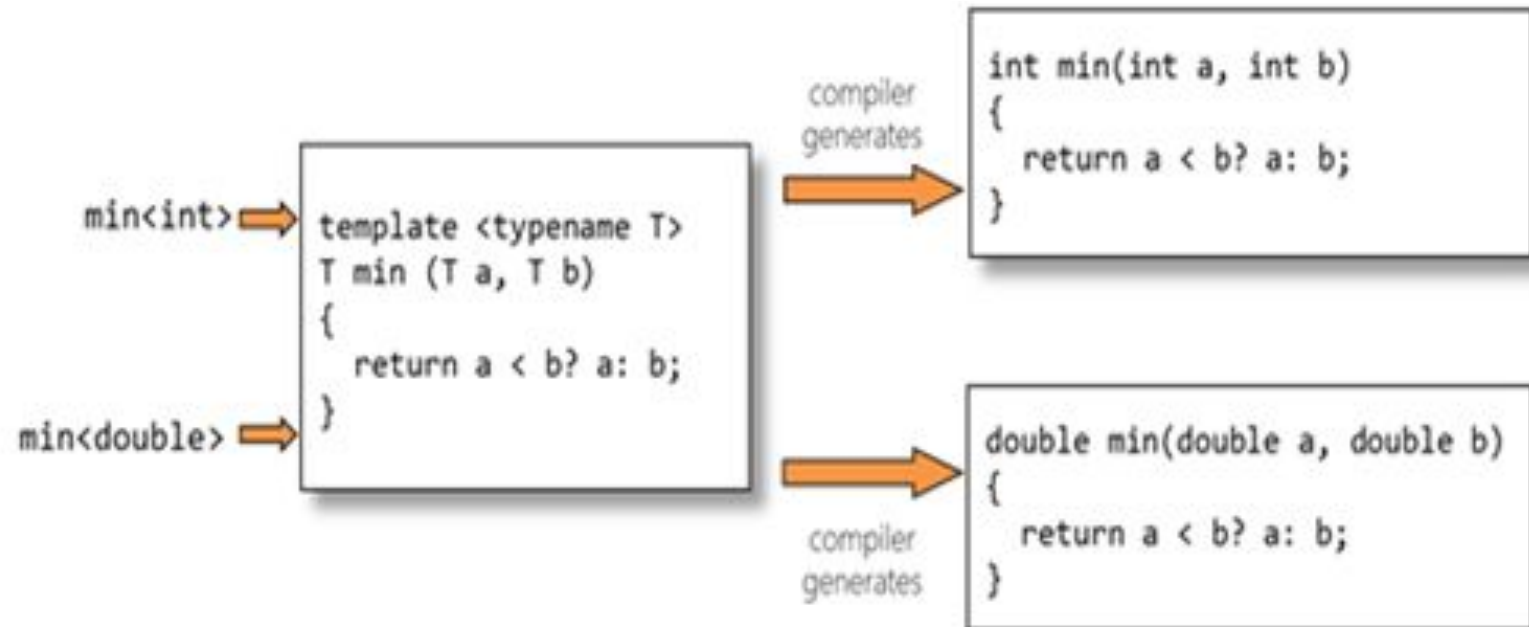 min<int>
min<double>
template <typename T>
T min (T a, T b)
{
  return a < b? a: b;
}
compiler
generates
int min(int a, int b)
{
  return a < b? a: b;
}
compiler
generates
double min(double a, double b)
{
  return a < b? a: b;
}